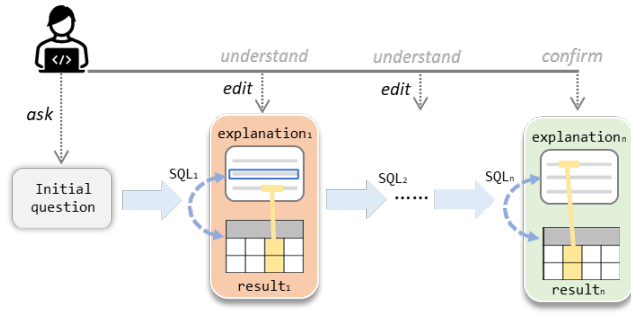 understand
understand
confirm
ask
edit
edit
explanation₁
explanationₙ
SQL₁
SQL₂
......
SQLₙ
Initial
question
result₁
resultₙ